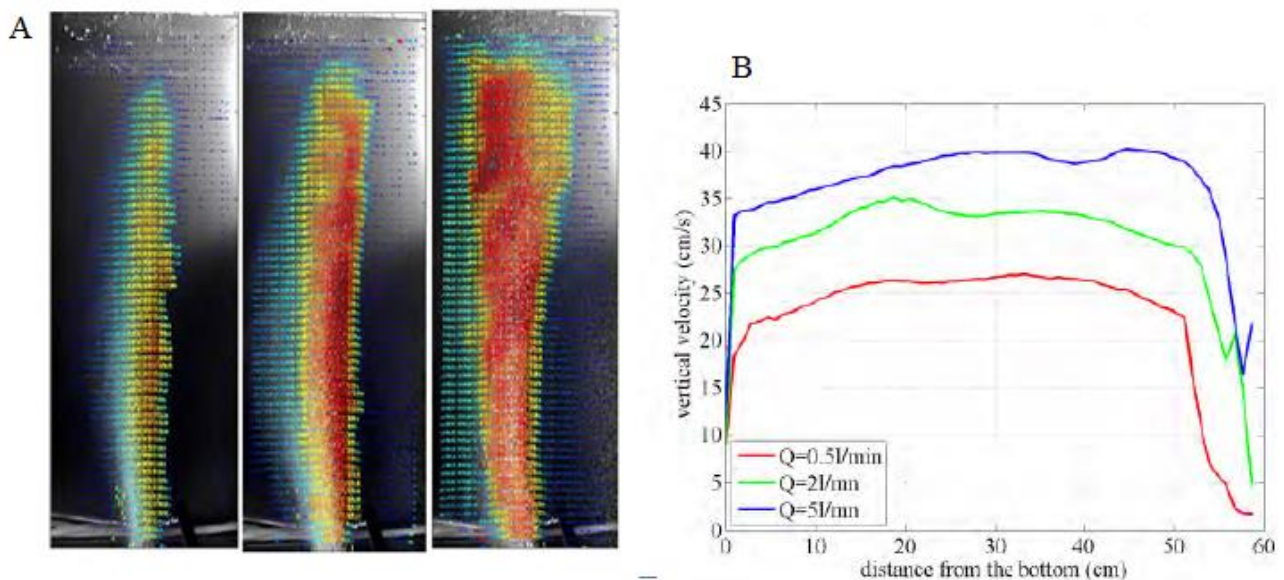 A
B
45
40
35
30
25
20
15
10
5
0
vertical velocity (cm/s)
Q=0.5l/min
Q=2l/mn
Q=5l/mn
0 10 20 30 40 50 60
distance from the bottom (cm)